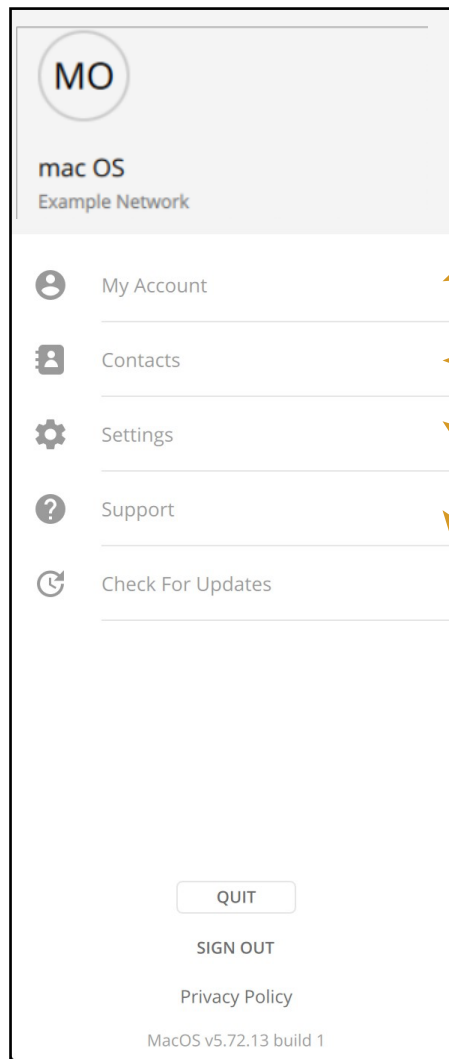 MO
mac OS
Example Network
My Account
Contacts
Settings
Support
Check For Updates
QUIT
SIGN OUT
Privacy Policy
MacOS v5.72.13 build 1